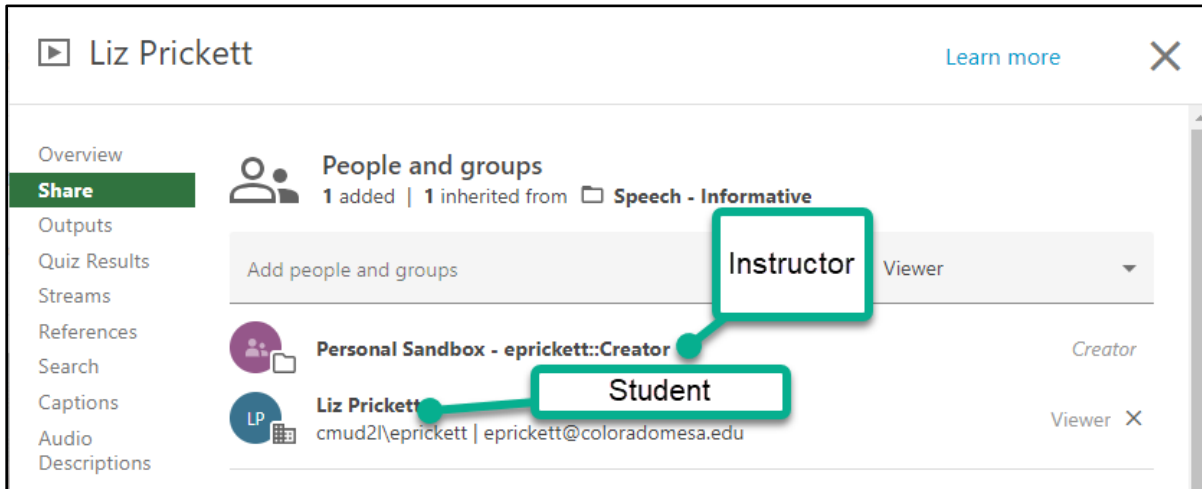 Liz Prickett
Learn more
Overview
Share
Outputs
Quiz Results
Streams
References
Search
Captions
Audio
Descriptions
People and groups
1 added | 1 inherited from Speech - Informative
Add people and groups
Viewer
Instructor
Personal Sandbox - eprickett::Creator
Creator
Student
LP
Liz Prickett
cmud2l\eprickett | eprickett@coloradomesa.edu
Viewer